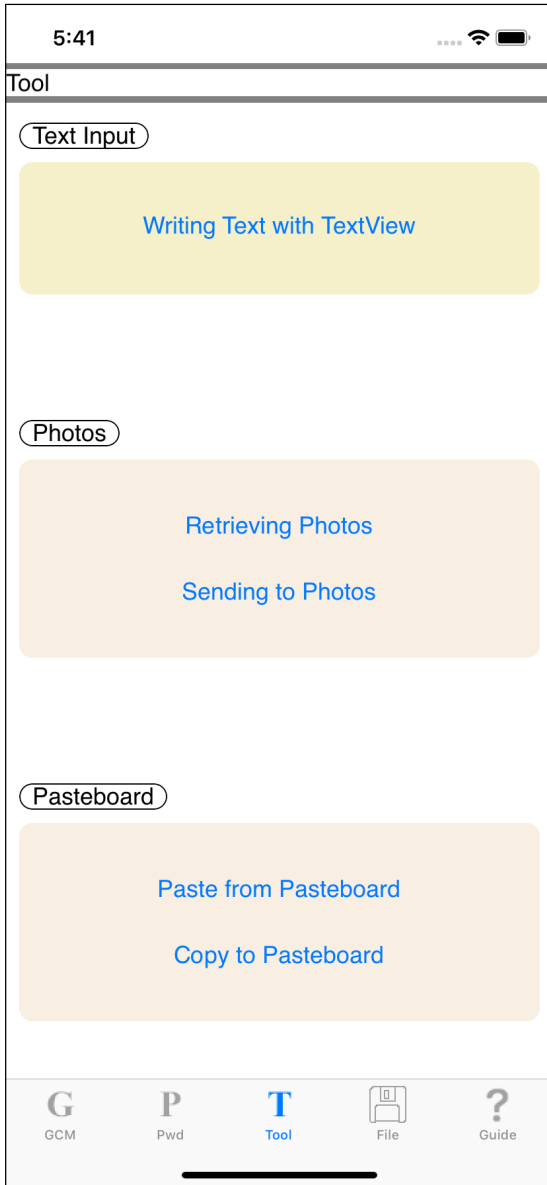 5:41
Tool
Text Input
Writing Text with TextView
Photos
Retrieving Photos
Sending to Photos
Pasteboard
Paste from Pasteboard
Copy to Pasteboard
G P T ?
GCM Pwd Tool File Guide